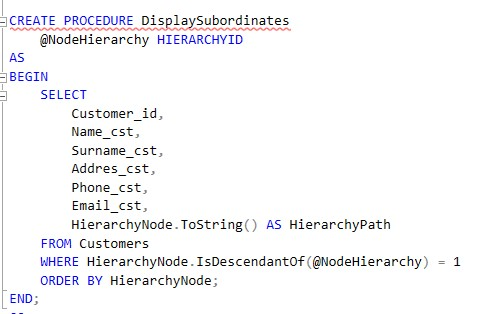 CREATE PROCEDURE DisplaySubordinates
    @NodeHierarchy HIERARCHYID
AS
BEGIN
    SELECT
        Customer_id,
        Name_cst,
        Surname_cst,
        Addres_cst,
        Phone_cst,
        Email_cst,
        HierarchyNode.ToString() AS HierarchyPath
    FROM Customers
    WHERE HierarchyNode.IsDescendantOf(@NodeHierarchy) = 1
    ORDER BY HierarchyNode;
END;